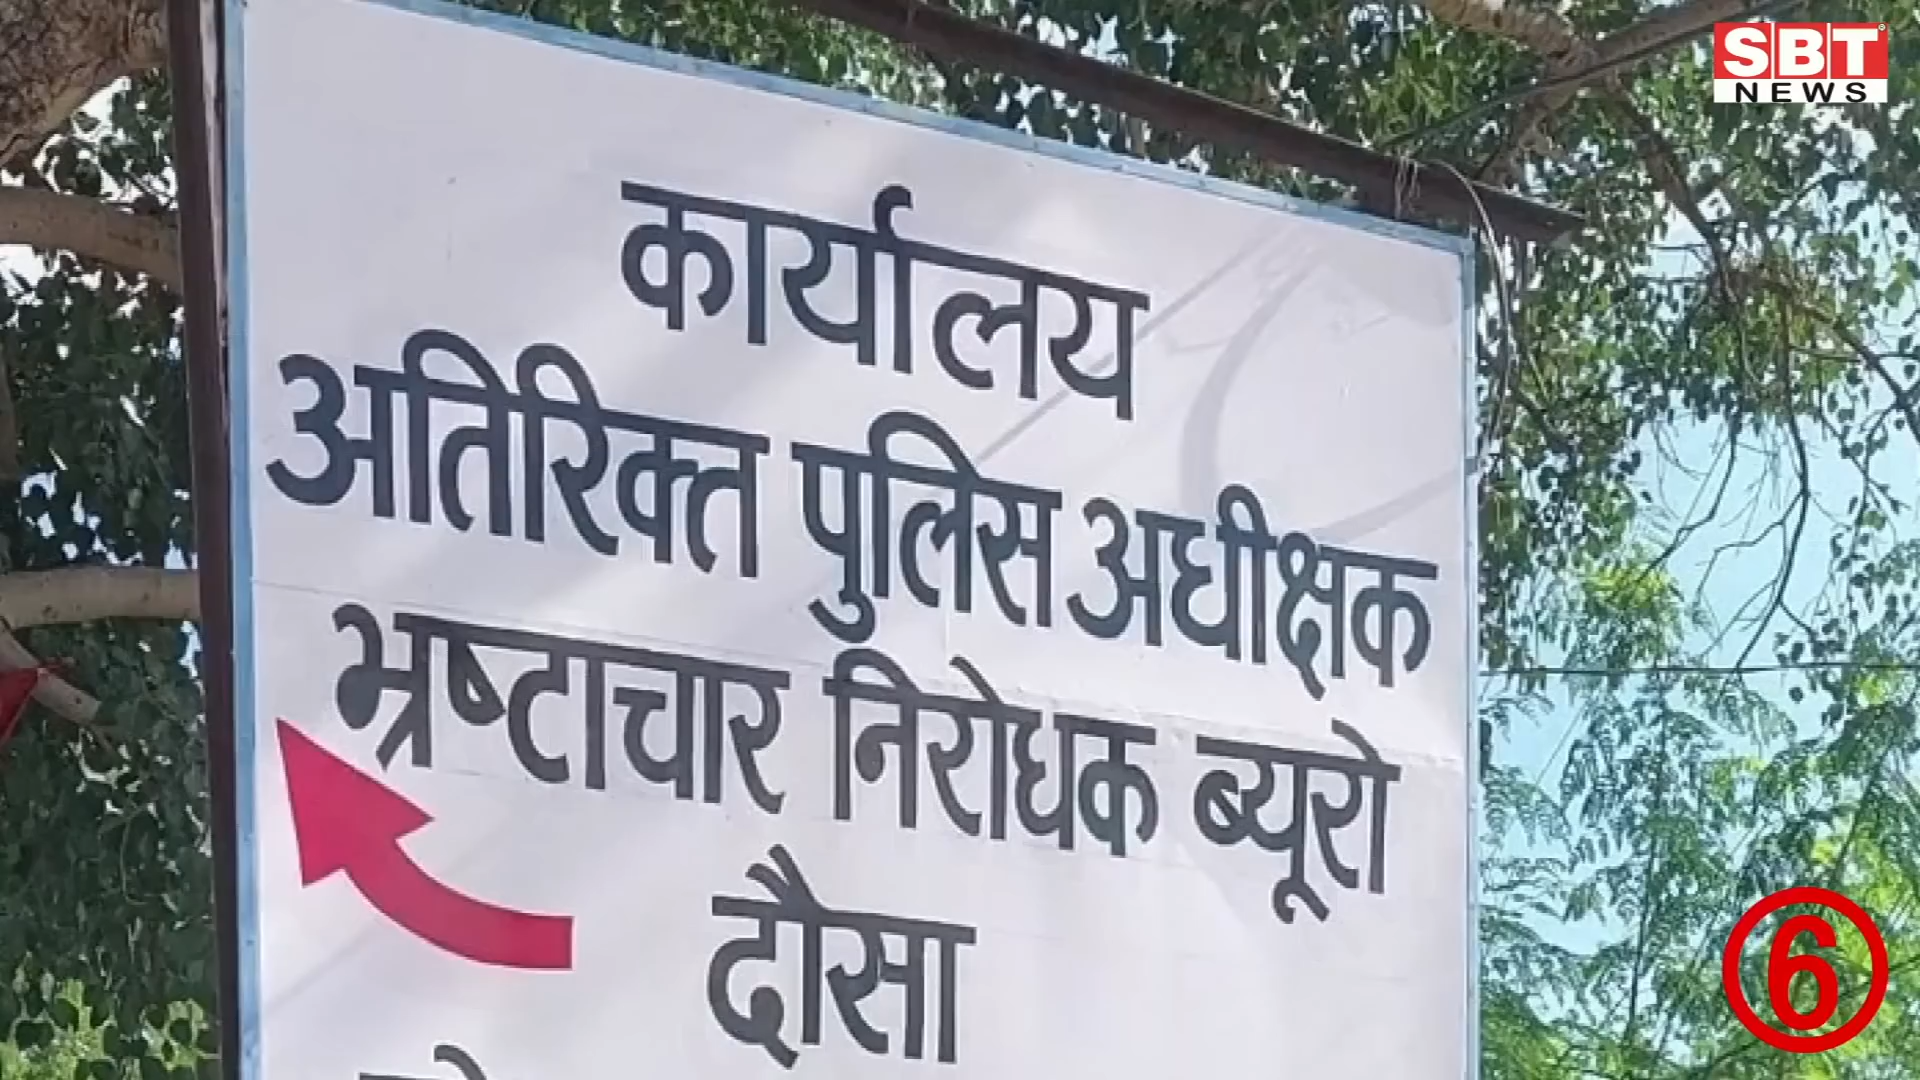 SBT
NEWS
कार्यालय
अतिरिक्त पुलिस अधीक्षक
भ्रष्टाचार निरोधक ब्यूरो
दौसा
6